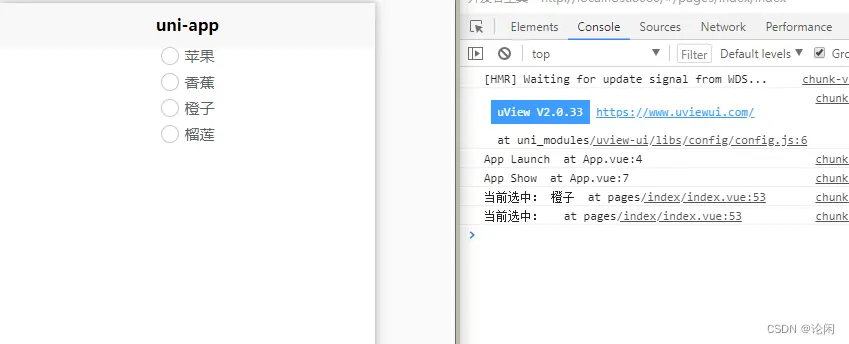 uni-app
苹果
香蕉
橙子
榴莲
Elements Console Sources
top Filter Default levels Gro
[HMR] Waiting for update signal from WDS... chunk-v
chunk
uView V2.0.33 https://www.uviewui.com/
at uni_modules/uview-ui/libs/config/config.js:6
App Launch at App.vue:4 chunk
App Show at App.vue:7 chunk
当前选中： 橙子 at pages/index/index.vue:53 chunk
当前选中： at pages/index/index.vue:53 chunk
CSDN @论闲